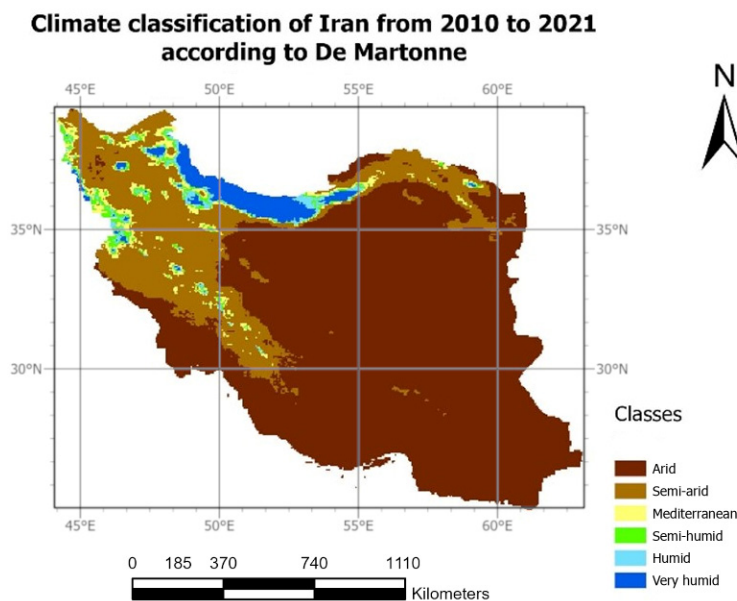 Climate classification of Iran from 2010 to 2021
according to De Martonne
N
45°E 50°E 55°E 60°E
35°N 35°N
30°N 30°N
45°E 50°E 55°E 60°E
Classes
Arid
Semi-arid
Mediterranean
Semi-humid
Humid
Very humid
0 185 370 740 1110
Kilometers